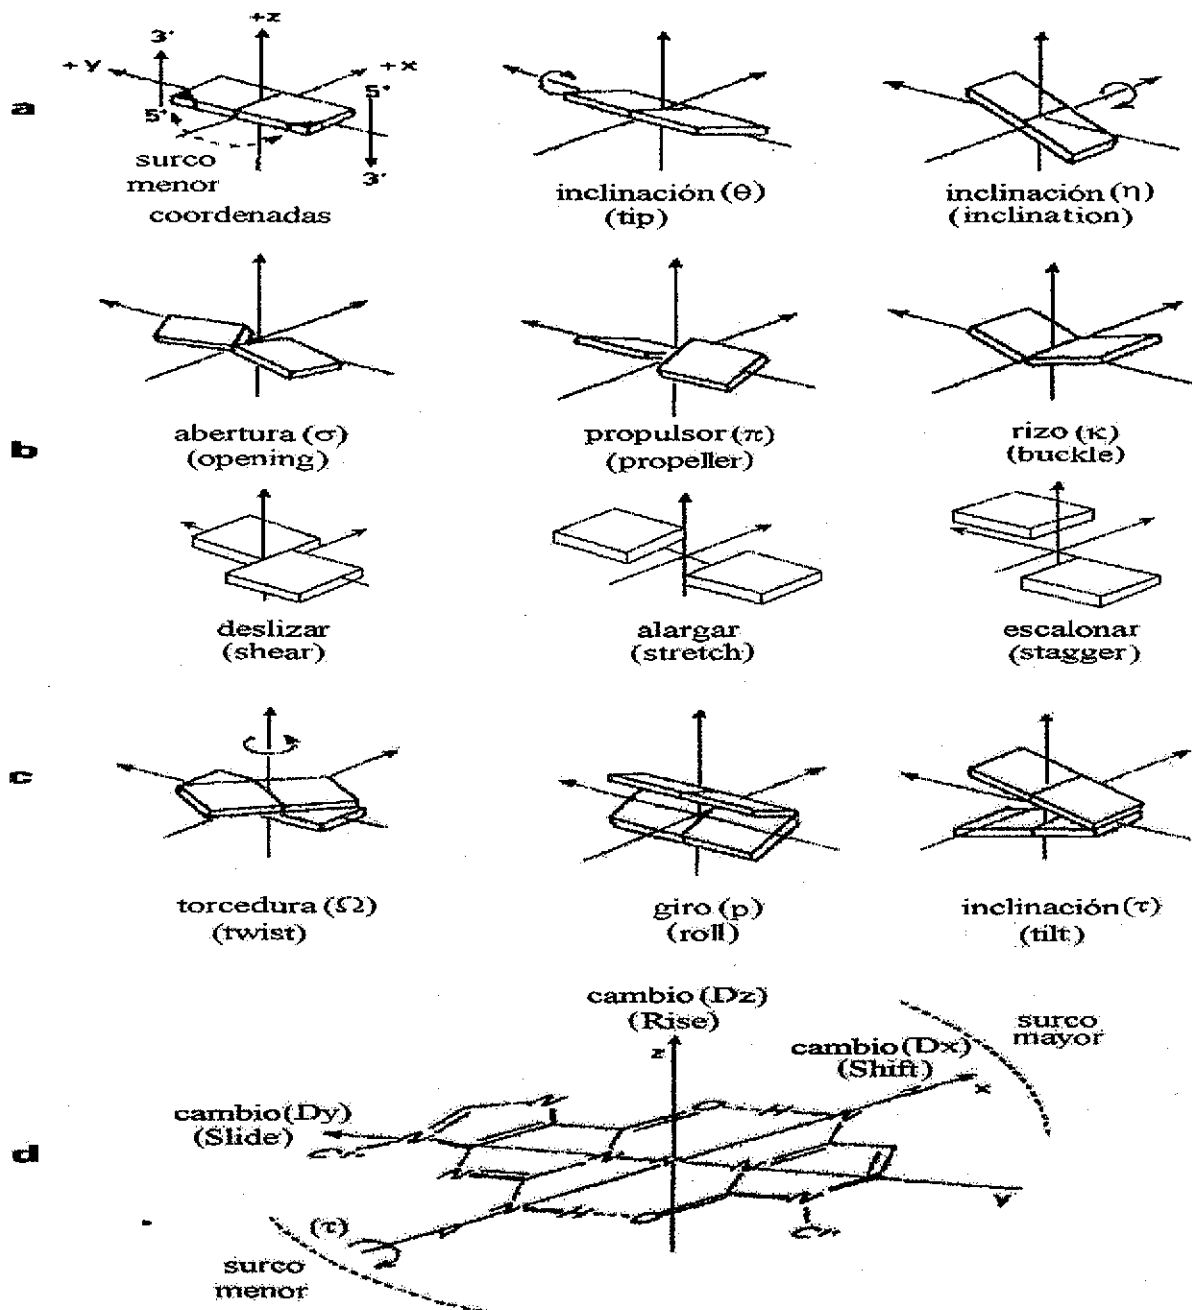 a
+z
3'
+y
+x
5'
5'
3'
surco
menor
coordenadas
inclinación (θ)
(tip)
inclinación (η)
(inclination)
b
abertura (σ)
(opening)
propulsor (π)
(propeller)
rizo (κ)
(buckle)
deslizar
(shear)
alargar
(stretch)
escalonar
(stagger)
c
torcedura (Ω)
(twist)
giro (p)
(roll)
inclinación (τ)
(tilt)
d
cambio (Dz)
(Rise)
z
cambio (Dx)
(Shift)
x
surco
mayor
cambio (Dy)
(Slide)
y
(τ)
surco
menor